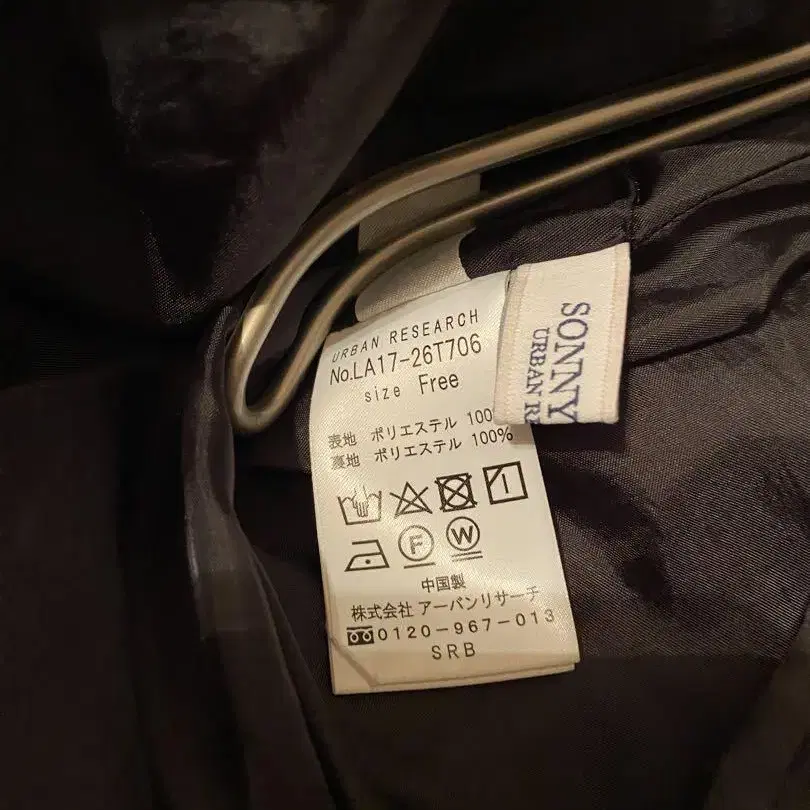 URBAN RESEARCH
No.LA17-26T706
size Free
表地 ポリエステル 100
裏地 ポリエステル 100%
F W
中国製
株式会社 アーバンリサーチ
0120-967-013
SRB
SONNY
URBAN R